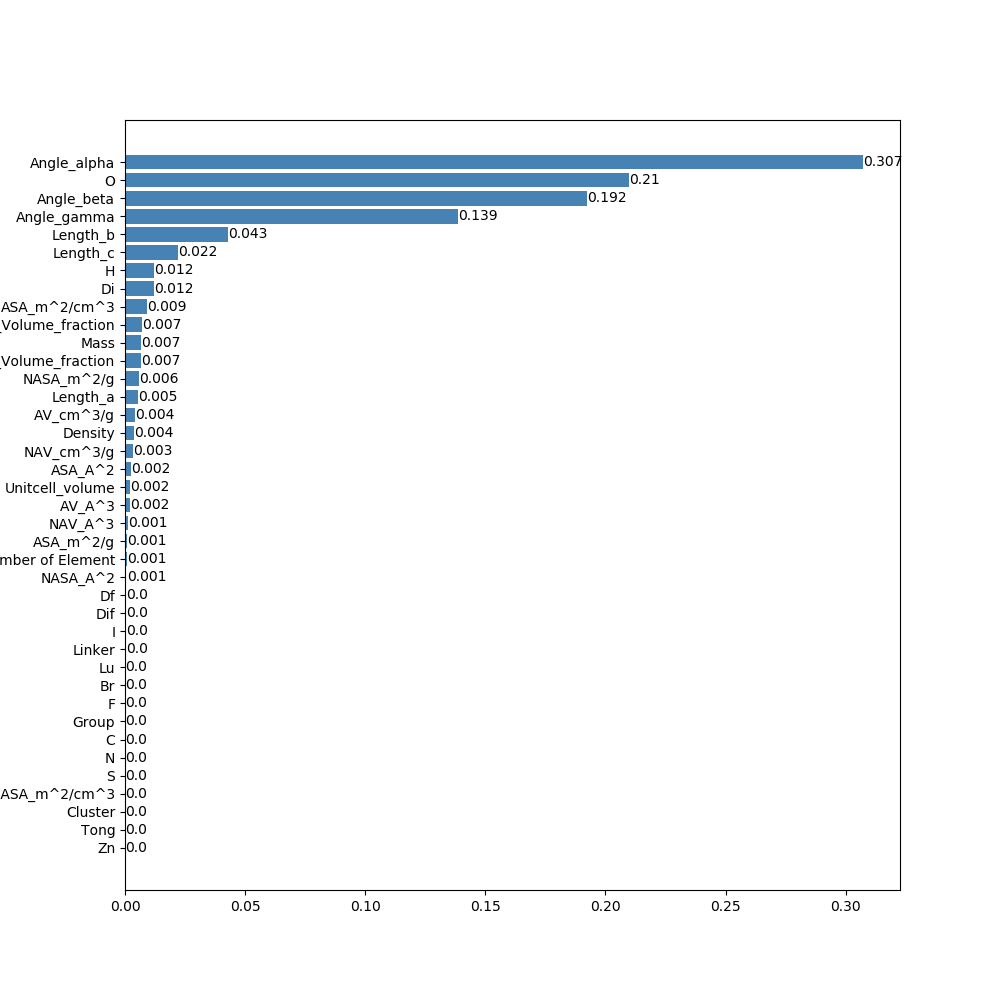 Angle_alpha 0.307
O 0.21
Angle_beta 0.192
Angle_gamma 0.139
Length_b 0.043
Length_c 0.022
H 0.012
Di 0.012
ASA_m^2/cm^3 0.009
_Volume_fraction 0.007
Mass 0.007
_Volume_fraction 0.007
NASA_m^2/g 0.006
Length_a 0.005
AV_cm^3/g 0.004
Density 0.004
NAV_cm^3/g 0.003
ASA_A^2 0.002
Unitcell_volume 0.002
AV_A^3 0.002
NAV_A^3 0.001
ASA_m^2/g 0.001
mber of Element 0.001
NASA_A^2 0.001
Df 0.0
Dif 0.0
I 0.0
Linker 0.0
Lu 0.0
Br 0.0
F 0.0
Group 0.0
C 0.0
N 0.0
S 0.0
ASA_m^2/cm^3 0.0
Cluster 0.0
Tong 0.0
Zn 0.0
0.00 0.05 0.10 0.15 0.20 0.25 0.30